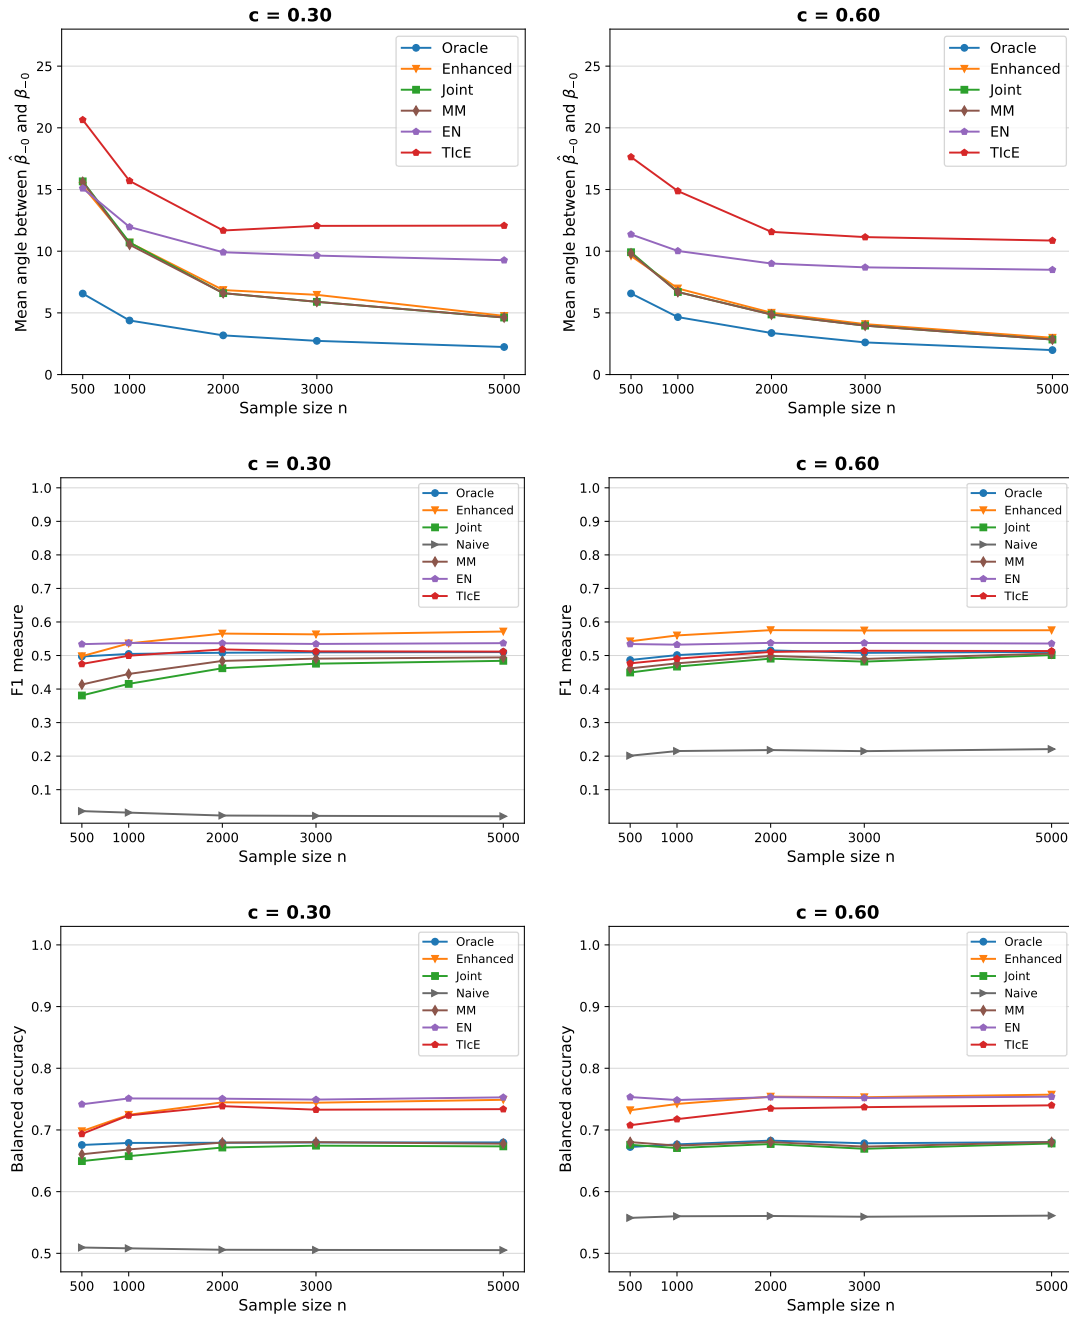 c = 0.30
Mean angle between β̂₋₀ and β₋₀
25
20
15
10
5
0
500 1000 2000 3000 5000
Sample size n
Oracle
Enhanced
Joint
MM
EN
TIcE
c = 0.60
Mean angle between β̂₋₀ and β₋₀
25
20
15
10
5
0
500 1000 2000 3000 5000
Sample size n
Oracle
Enhanced
Joint
MM
EN
TIcE
c = 0.30
F1 measure
1.0
0.9
0.8
0.7
0.6
0.5
0.4
0.3
0.2
0.1
500 1000 2000 3000 5000
Sample size n
Oracle
Enhanced
Joint
Naive
MM
EN
TIcE
c = 0.60
F1 measure
1.0
0.9
0.8
0.7
0.6
0.5
0.4
0.3
0.2
0.1
500 1000 2000 3000 5000
Sample size n
Oracle
Enhanced
Joint
Naive
MM
EN
TIcE
c = 0.30
Balanced accuracy
1.0
0.9
0.8
0.7
0.6
0.5
500 1000 2000 3000 5000
Sample size n
Oracle
Enhanced
Joint
Naive
MM
EN
TIcE
c = 0.60
Balanced accuracy
1.0
0.9
0.8
0.7
0.6
0.5
500 1000 2000 3000 5000
Sample size n
Oracle
Enhanced
Joint
Naive
MM
EN
TIcE